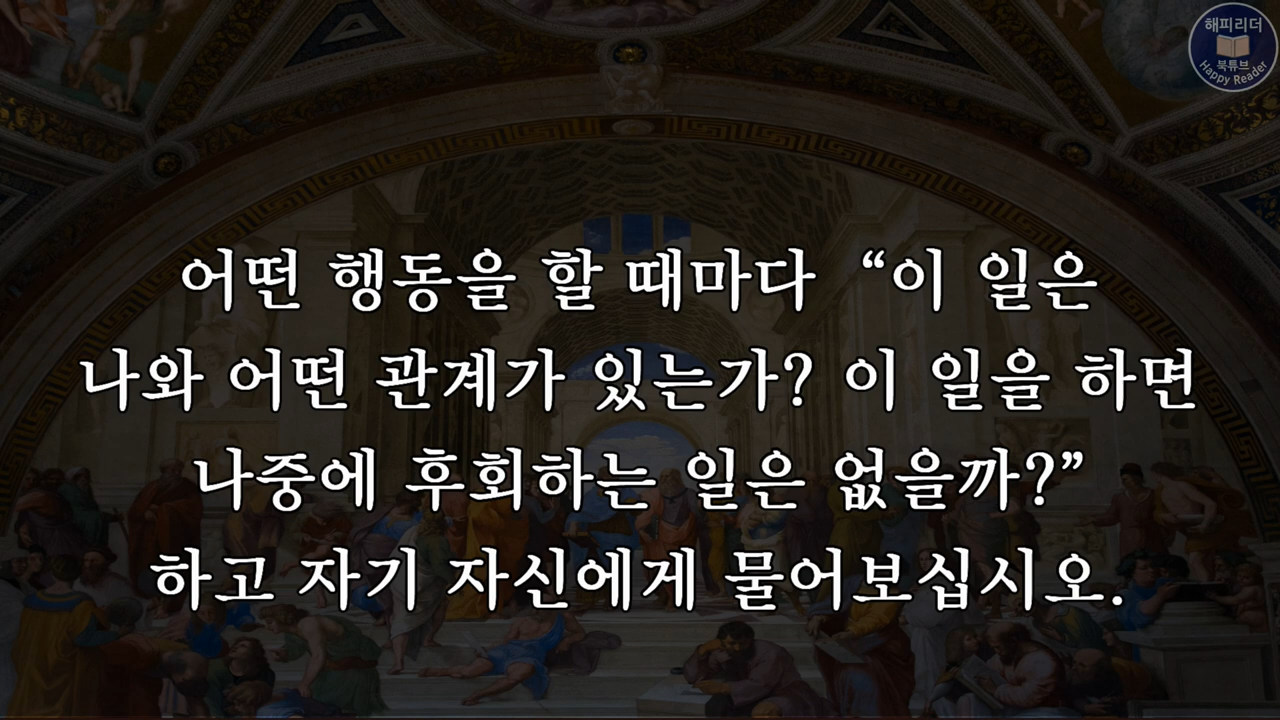 해피리더
북튜브
Happy Reader
어떤 행동을 할 때마다 “이 일은
나와 어떤 관계가 있는가? 이 일을 하면
나중에 후회하는 일은 없을까?”
하고 자기 자신에게 물어보십시오.